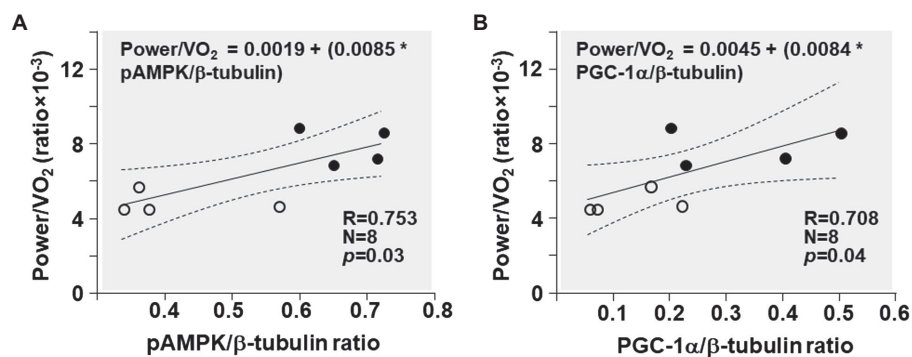 A
Power/VO₂ = 0.0019 + (0.0085 *
pAMPK/β-tubulin)
Power/VO₂ (ratio×10⁻³)
12
8
4
0
R=0.753
N=8
p=0.03
0.4 0.5 0.6 0.7 0.8
pAMPK/β-tubulin ratio
B
Power/VO₂ = 0.0045 + (0.0084 *
PGC-1α/β-tubulin)
Power/VO₂ (ratio×10⁻³)
12
8
4
0
R=0.708
N=8
p=0.04
0.1 0.2 0.3 0.4 0.5 0.6
PGC-1α/β-tubulin ratio